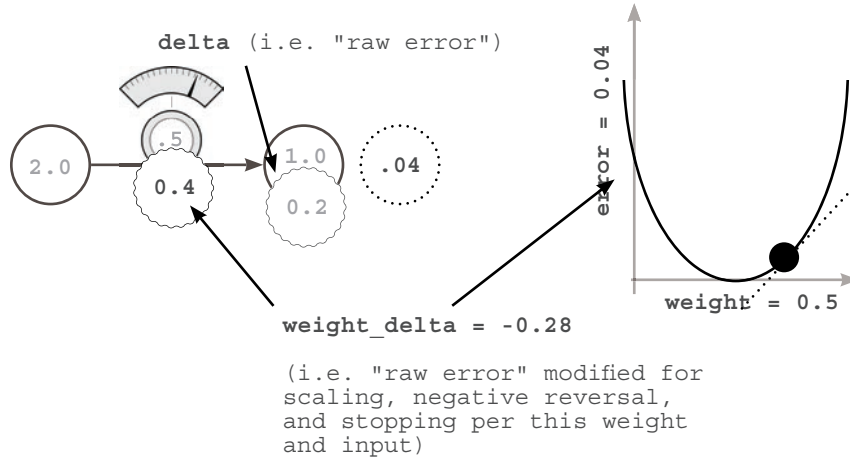 delta (i.e. "raw error")
.5
2.0
0.4
1.0
0.2
.04
error = 0.04
weight = 0.5
weight_delta = -0.28
(i.e. "raw error" modified for
scaling, negative reversal,
and stopping per this weight
and input)